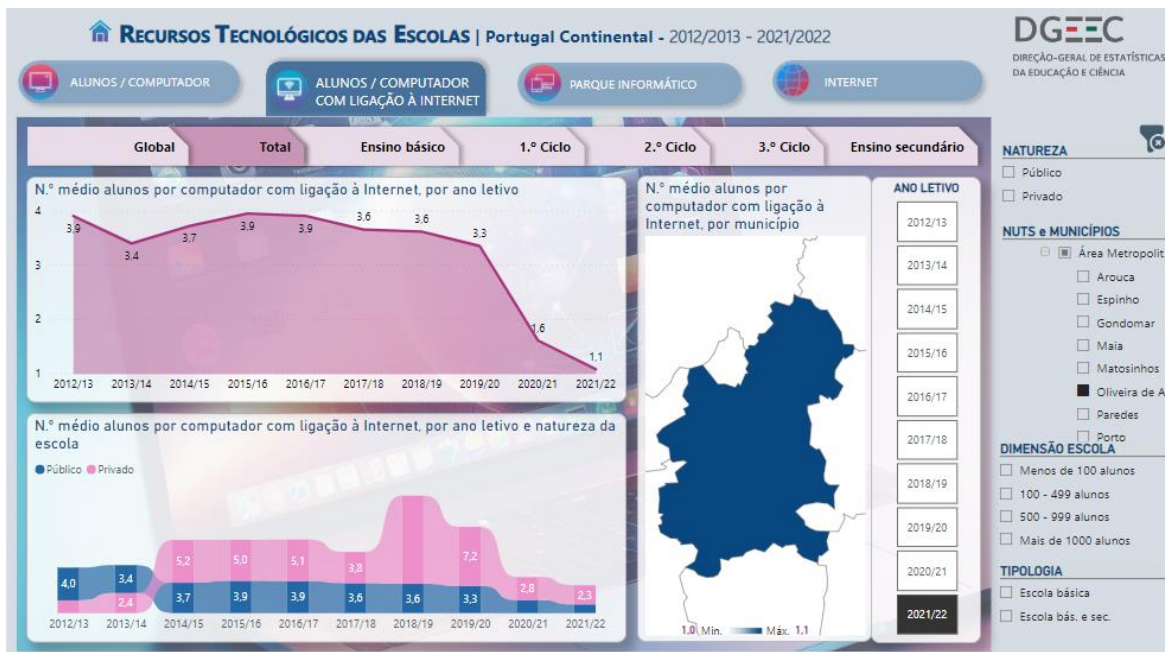 RECURSOS TECNOLÓGICOS DAS ESCOLAS | Portugal Continental - 2012/2013 - 2021/2022
DGEEC
DIREÇÃO-GERAL DE ESTATÍSTICAS
DA EDUCAÇÃO E CIÊNCIA
ALUNOS / COMPUTADOR
ALUNOS / COMPUTADOR
COM LIGAÇÃO À INTERNET
PARQUE INFORMÁTICO
INTERNET
Global
Total
Ensino básico
1.º Ciclo
2.º Ciclo
3.º Ciclo
Ensino secundário
N.º médio alunos por computador com ligação à Internet, por ano letivo
4
3
2
1
3,9
3,4
3,7
3,9
3,9
3,6
3,6
3,3
1,6
1,1
2012/13 2013/14 2014/15 2015/16 2016/17 2017/18 2018/19 2019/20 2020/21 2021/22
N.º médio alunos por computador com ligação à Internet, por ano letivo e natureza da
escola
Público Privado
5,2 5,0 5,1 3,8 7,2 2,8 2,3
4,0 3,4
2,4
3,7 3,9 3,9 3,6 3,6 3,3
2012/13 2013/14 2014/15 2015/16 2016/17 2017/18 2018/19 2019/20 2020/21 2021/22
N.º médio alunos por
computador com ligação à
Internet, por município
1,0 Mín. Máx. 1,1
ANO LETIVO
2012/13
2013/14
2014/15
2015/16
2016/17
2017/18
2018/19
2019/20
2020/21
2021/22
NATUREZA
Público
Privado
NUTS e MUNICÍPIOS
Área Metropolit
Arouca
Espinho
Gondomar
Maia
Matosinhos
Oliveira de A
Paredes
Porto
DIMENSÃO ESCOLA
Menos de 100 alunos
100 - 499 alunos
500 - 999 alunos
Mais de 1000 alunos
TIPOLOGIA
Escola básica
Escola bás. e sec.